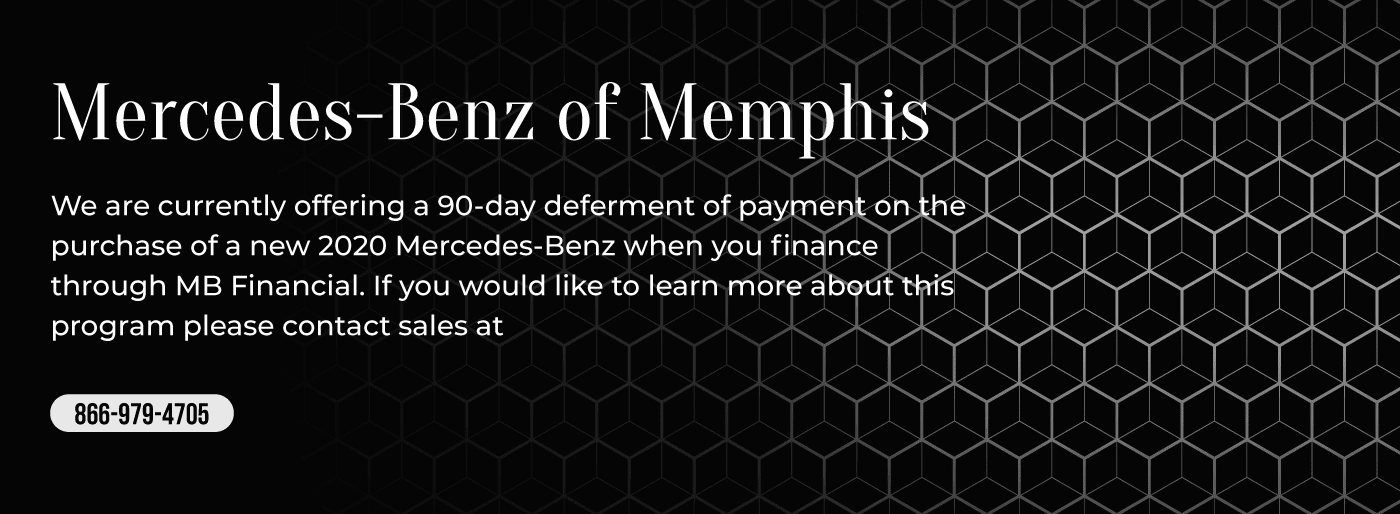 Mercedes-Benz of Memphis
We are currently offering a 90-day deferment of payment on the
purchase of a new 2020 Mercedes-Benz when you finance
through MB Financial. If you would like to learn more about this
program please contact sales at
866-979-4705